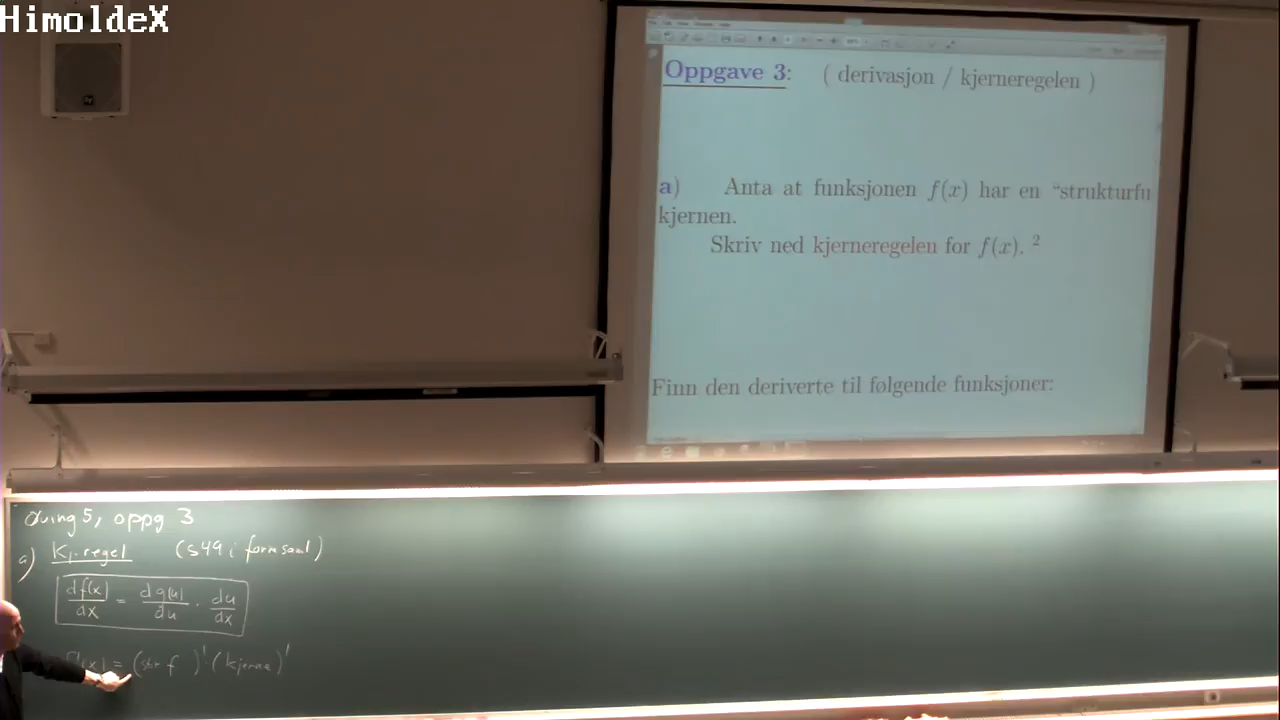 HimoldeX
Oppgave 3: ( derivasjon / kjerneregelen )
a) Anta at funksjonen f(x) har en “strukturfu
kjernen.
Skriv ned kjerneregelen for f(x). ²
Finn den deriverte til følgende funksjoner:
Øving 5, oppg 3
a) Kj.regel (s49 i formsaml)
df(x)/dx = dg(u)/du · du/dx
(x) = (str f )' · (kjerne)'